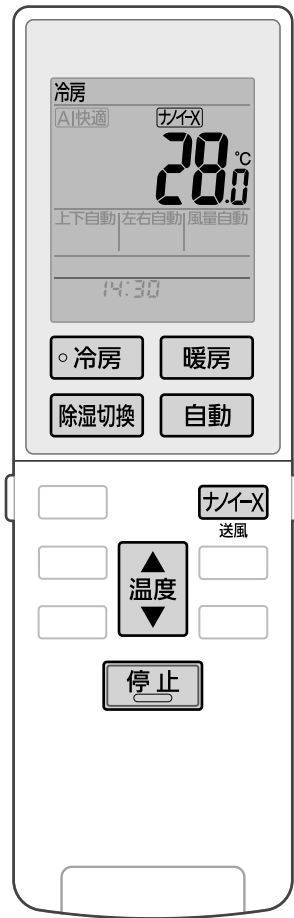 冷房
AI快適 ナノイーX
28.0℃
上下自動 左右自動 風量自動
14:30
冷房 暖房
除湿切換 自動
ナノイーX
送風
▲
温度
▼
停止